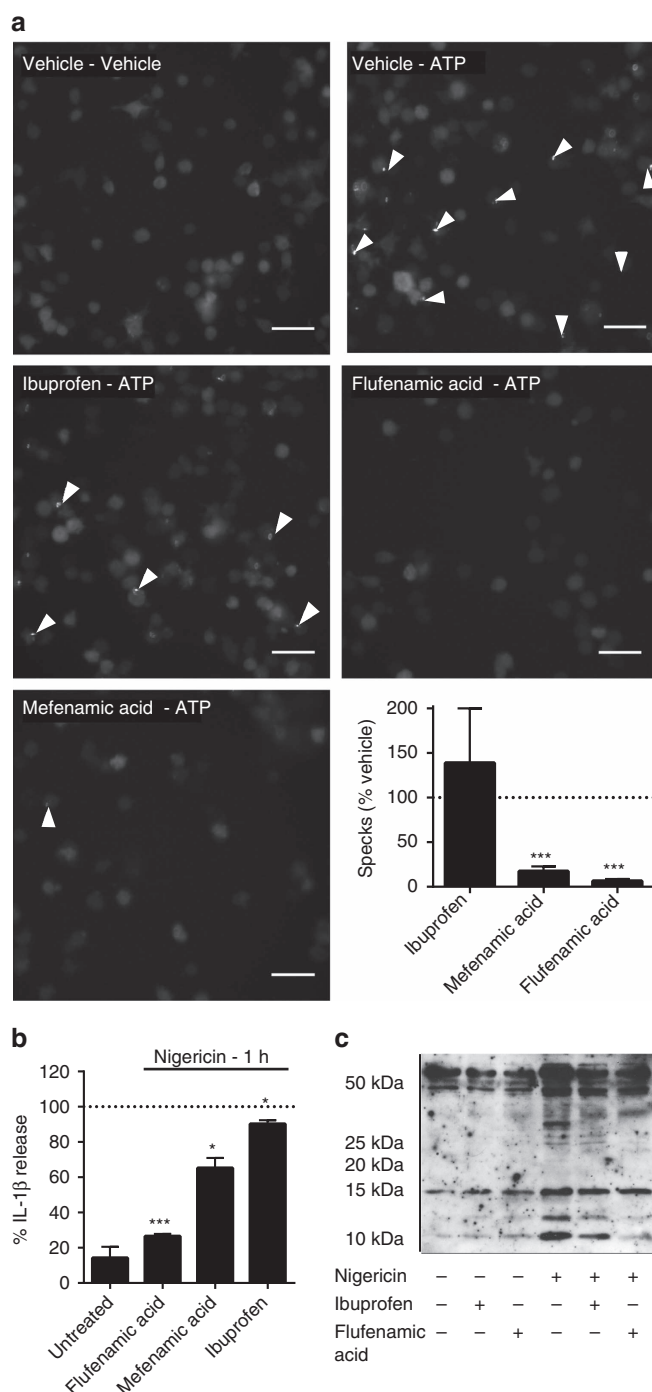 a
Vehicle - Vehicle
Vehicle - ATP
Ibuprofen - ATP
Flufenamic acid - ATP
Mefenamic acid - ATP
200
150
100
50
0
Specks (% vehicle)
***
***
Ibuprofen
Mefenamic acid
Flufenamic acid
b
Nigericin - 1 h
120
100
80
60
40
20
0
% IL-1β release
***
*
*
Untreated
Flufenamic acid
Mefenamic acid
Ibuprofen
c
50 kDa
25 kDa
20 kDa
15 kDa
10 kDa
Nigericin – – – + + +
Ibuprofen – + – – + –
Flufenamic acid – – + – – +